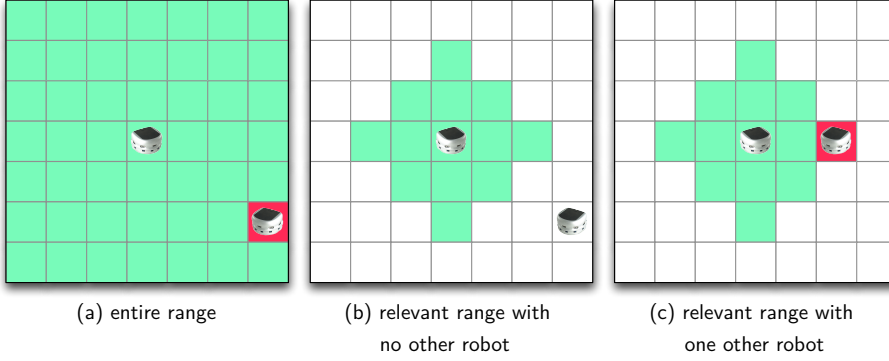 (a) entire range
(b) relevant range with
no other robot
(c) relevant range with
one other robot